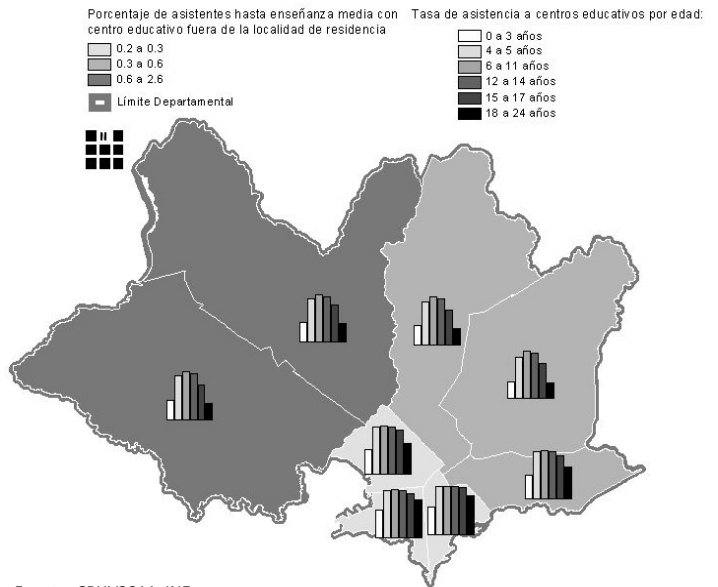 Porcentaje de asistentes hasta enseñanza media con
centro educativo fuera de la localidad de residencia
0.2 a 0.3
0.3 a 0.6
0.6 a 2.6
Límite Departamental
Tasa de asistencia a centros educativos por edad:
0 a 3 años
4 a 5 años
6 a 11 años
12 a 14 años
15 a 17 años
18 a 24 años